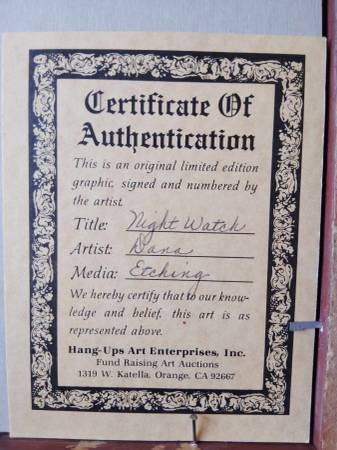 Certificate Of
Authentication
This is an original limited edition
graphic, signed and numbered by
the artist.
Title: Night Watch
Artist: Dana
Media: Etching
We hereby certify that to our know-
ledge and belief, this art is as
represented above.
Hang-Ups Art Enterprises, Inc.
Fund Raising Art Auctions
1319 W. Katella, Orange, CA 92667